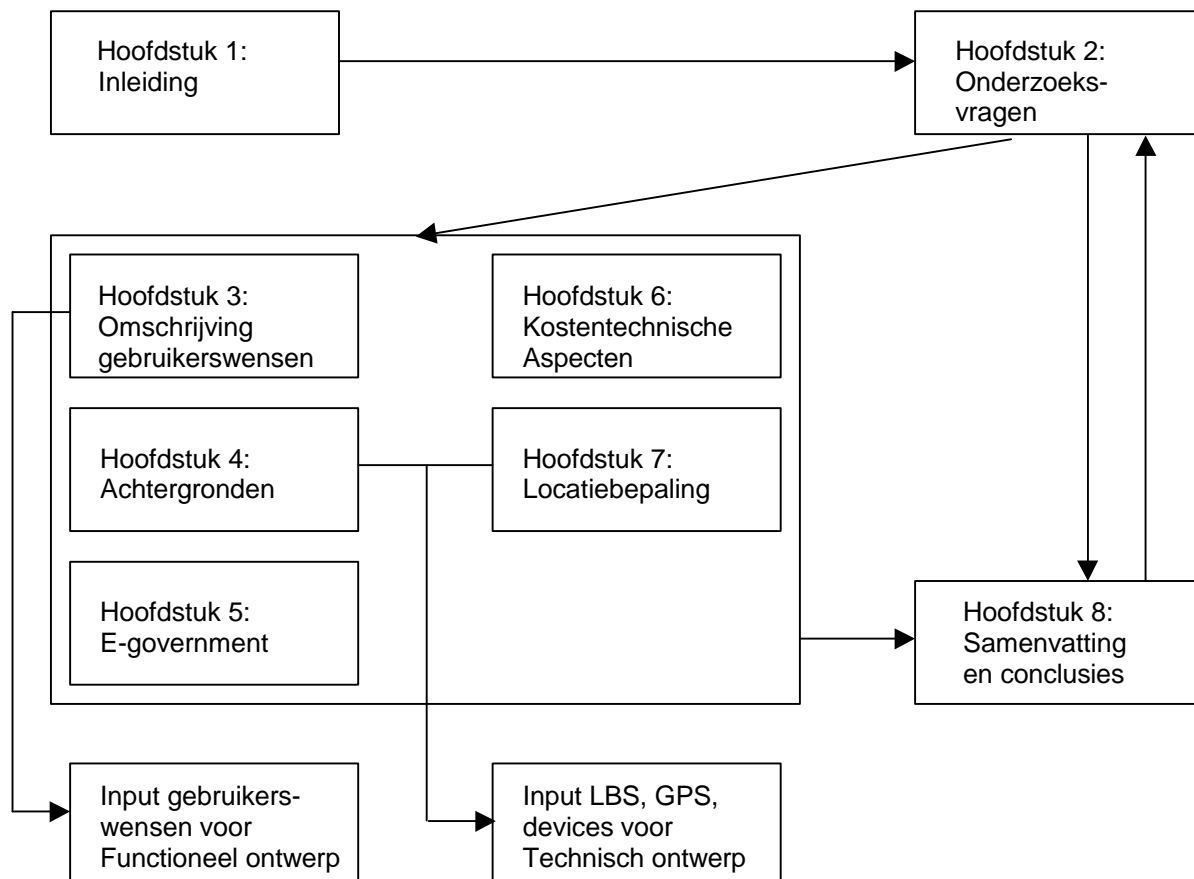 Hoofdstuk 1:
Inleiding
Hoofdstuk 2:
Onderzoeks-
vragen
Hoofdstuk 3:
Omschrijving
gebruikerswensen
Hoofdstuk 6:
Kostentechnische
Aspecten
Hoofdstuk 4:
Achtergronden
Hoofdstuk 7:
Locatiebepaling
Hoofdstuk 5:
E-government
Hoofdstuk 8:
Samenvatting
en conclusies
Input gebruikers-
wensen voor
Functioneel ontwerp
Input LBS, GPS,
devices voor
Technisch ontwerp